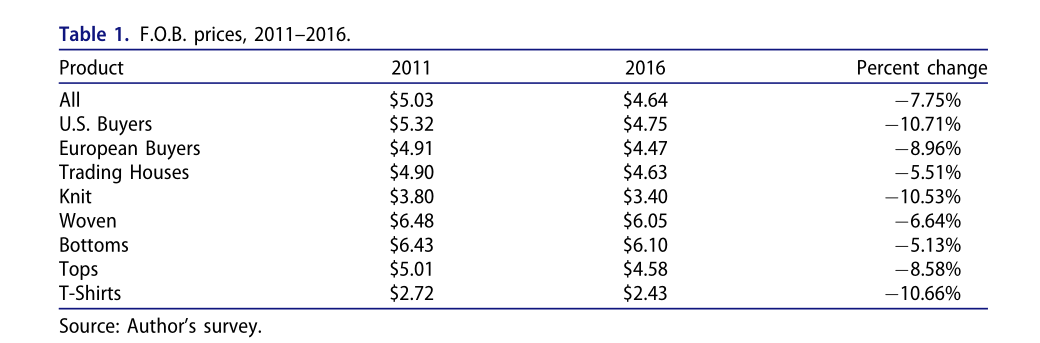 Table 1. F.O.B. prices, 2011–2016.
Product 2011 2016 Percent change
All $5.03 $4.64 −7.75%
U.S. Buyers $5.32 $4.75 −10.71%
European Buyers $4.91 $4.47 −8.96%
Trading Houses $4.90 $4.63 −5.51%
Knit $3.80 $3.40 −10.53%
Woven $6.48 $6.05 −6.64%
Bottoms $6.43 $6.10 −5.13%
Tops $5.01 $4.58 −8.58%
T-Shirts $2.72 $2.43 −10.66%
Source: Author’s survey.